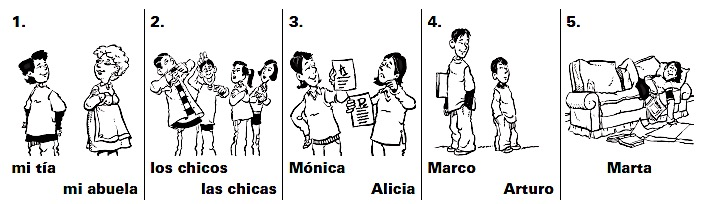 1.
mi tía
mi abuela
2.
los chicos
las chicas
3.
Mónica
Alicia
4.
Marco
Arturo
5.
Marta